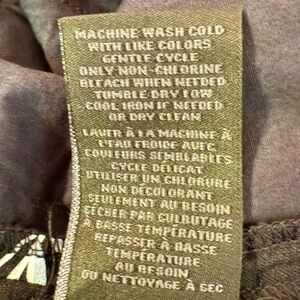 MACHINE WASH COLD
WITH LIKE COLORS
GENTLE CYCLE
ONLY NON-CHLORINE
BLEACH WHEN NEEDED
TUMBLE DRY LOW
COOL IRON IF NEEDED
OR DRY CLEAN
LAVER À LA MACHINE À
L'EAU FROIDE AVEC
COULEURS SEMBLABLES
CYCLE DÉLICAT
UTILISER UN CHLORURE
NON DÉCOLORANT
SEULEMENT AU BESOIN
SÉCHER PAR CULBUTAGE
À BASSE TEMPÉRATURE
REPASSER À BASSE
TEMPÉRATURE
AU BESOIN
OU NETTOYAGE À SEC